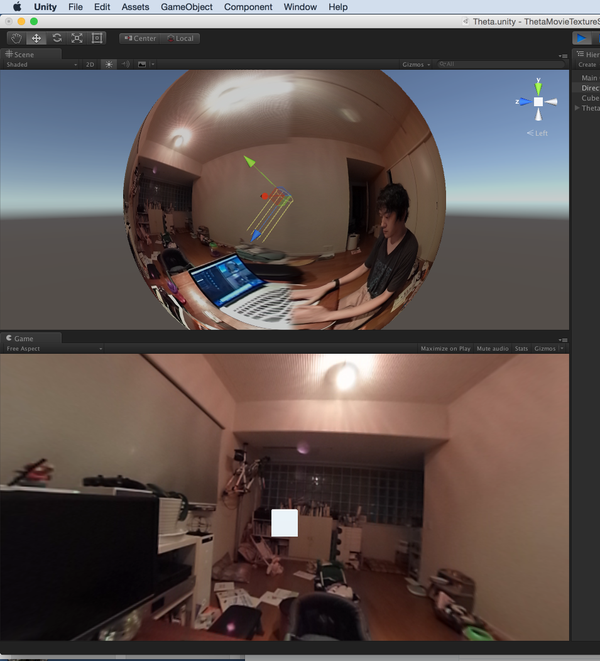 Unity File Edit Assets GameObject Component Window Help
Theta.unity - ThetaMovieTextureS
Center Local
Scene
Hier
Shaded 2D Gizmos All
Create
Main
Direc
Cube
Theta
y
z
Left
Game
Free Aspect Maximize on Play Mute audio Stats Gizmos